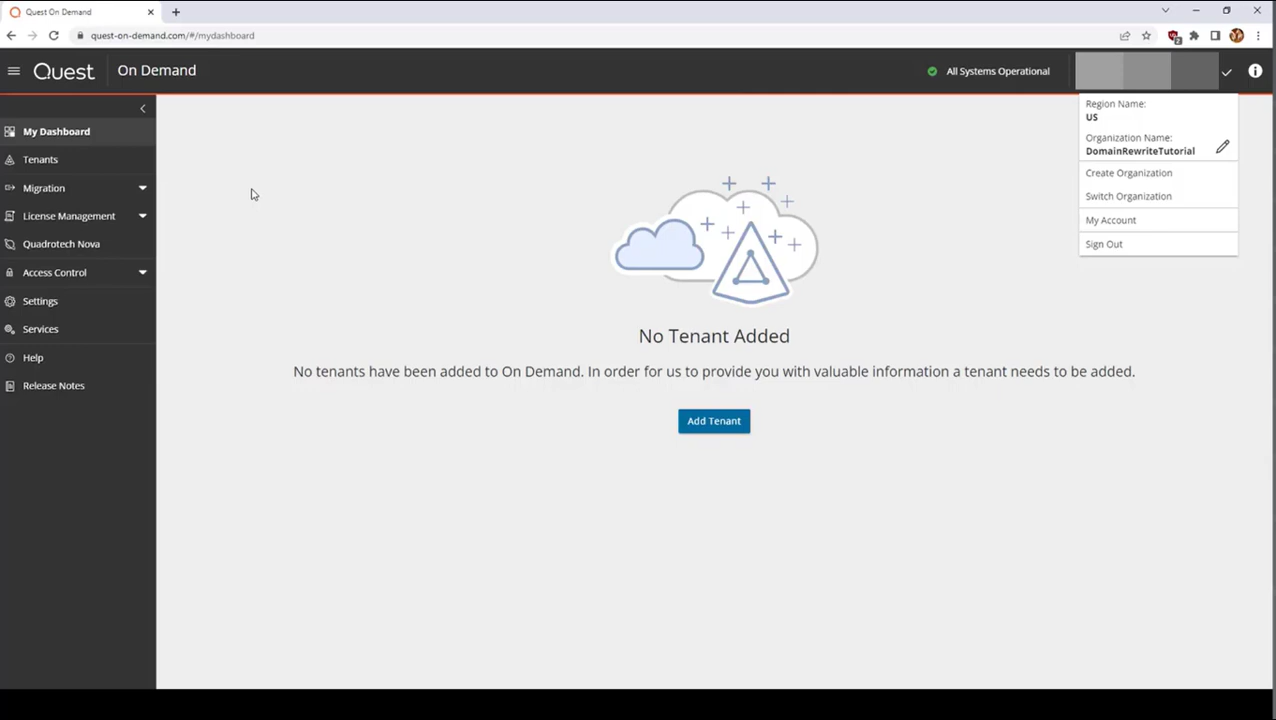 Quest On Demand
quest-on-demand.com/#/mydashboard
2
Quest On Demand
All Systems Operational
Region Name:
US
Organization Name:
DomainRewriteTutorial
Create Organization
Switch Organization
My Account
Sign Out
My Dashboard
Tenants
Migration
License Management
Quadrotech Nova
Access Control
Settings
Services
Help
Release Notes
No Tenant Added
No tenants have been added to On Demand. In order for us to provide you with valuable information a tenant needs to be added.
Add Tenant